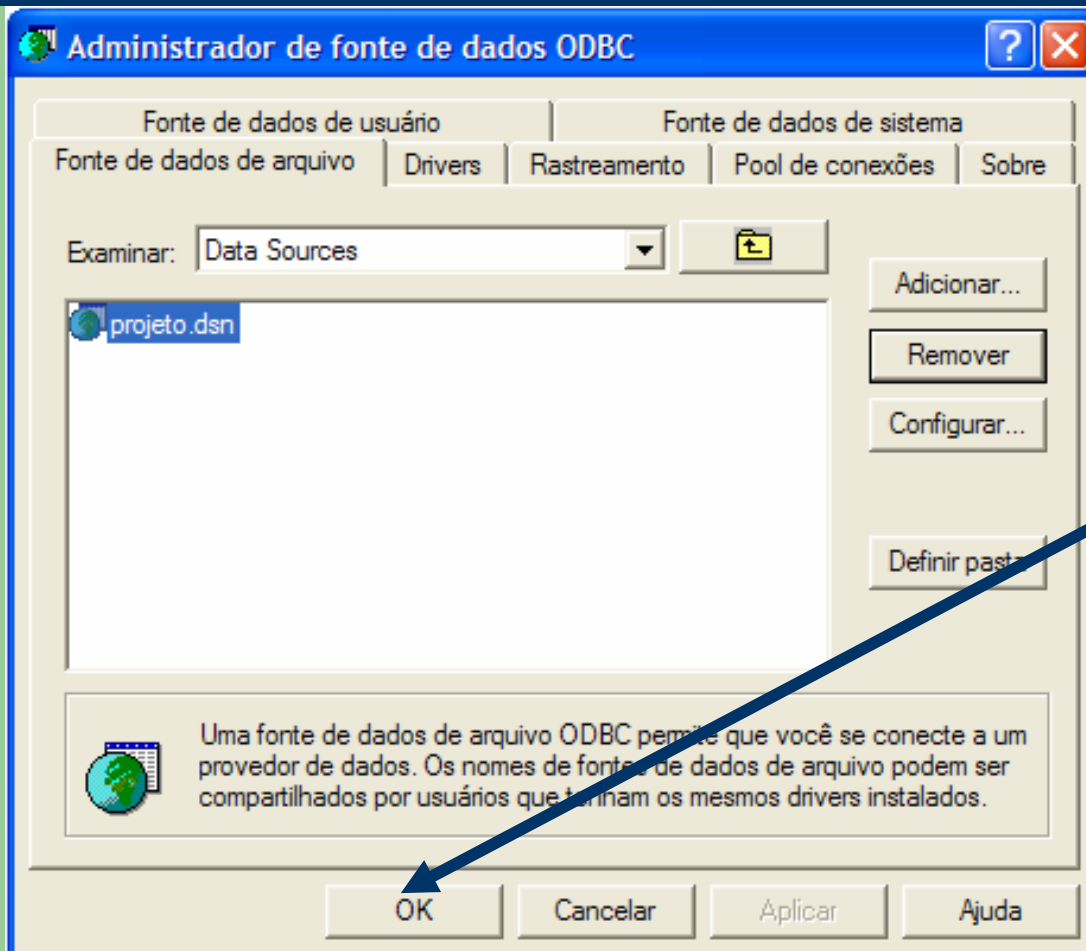 Administrador de fonte de dados ODBC
Fonte de dados de usuário Fonte de dados de sistema
Fonte de dados de arquivo Drivers Rastreamento Pool de conexões Sobre
Examinar: Data Sources
Adicionar...
projeto.dsn
Remover
Configurar...
Definir pasta
Uma fonte de dados de arquivo ODBC permite que você se conecte a um
provedor de dados. Os nomes de fontes de dados de arquivo podem ser
compartilhados por usuários que tenham os mesmos drivers instalados.
OK Cancelar Aplicar Ajuda